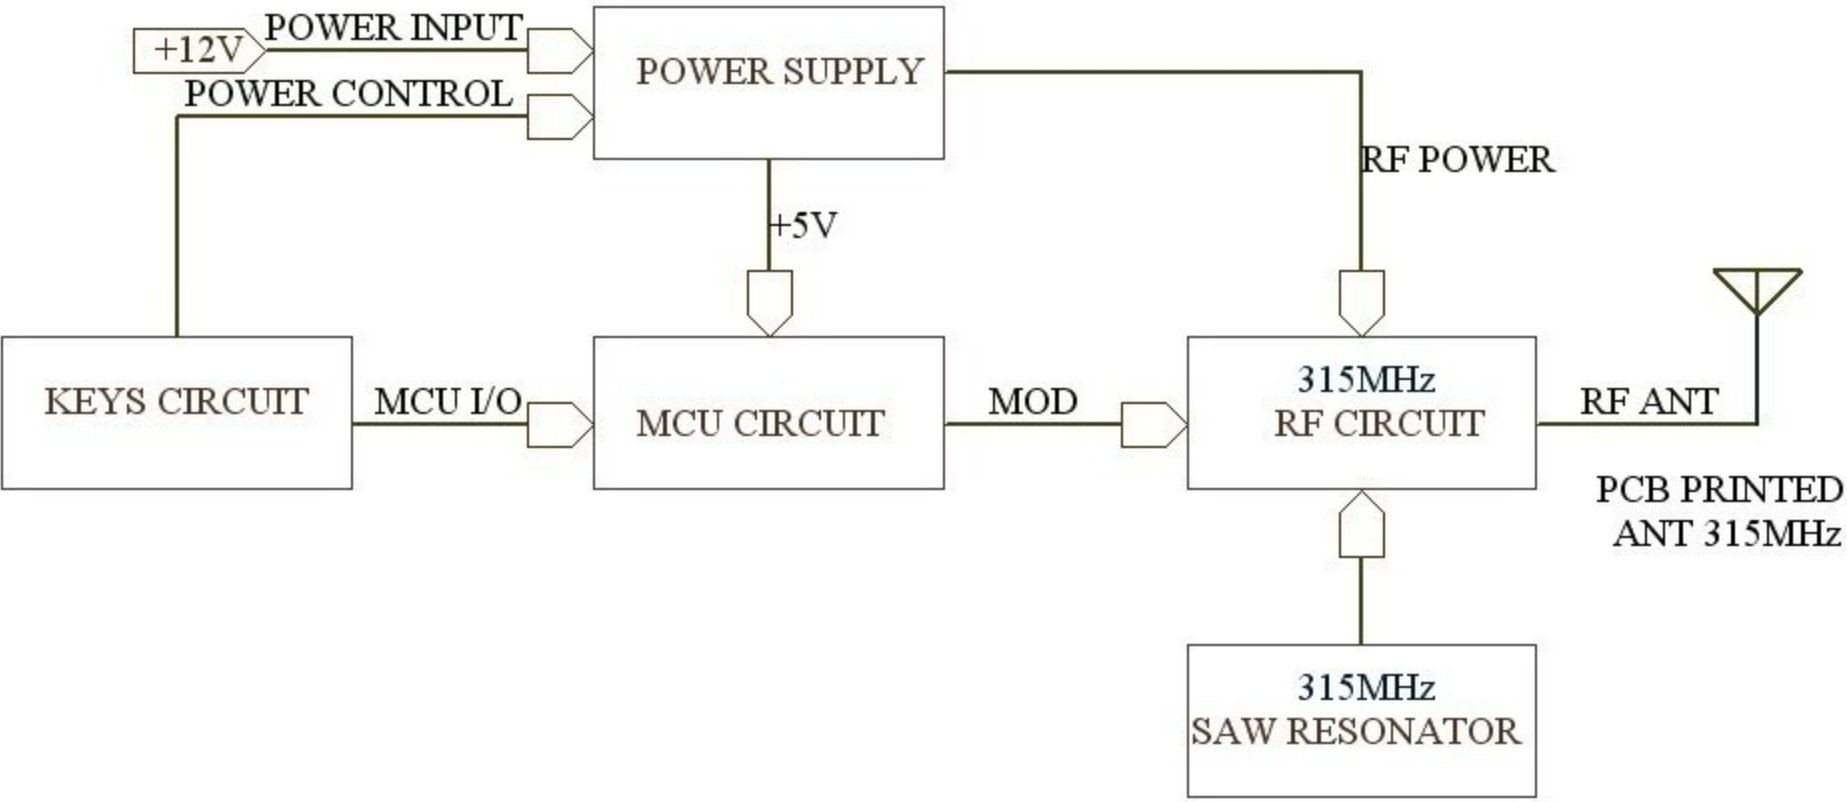 POWER INPUT
+12V
POWER SUPPLY
POWER CONTROL
RF POWER
+5V
315MHz
KEYS CIRCUIT
MCU I/O
MCU CIRCUIT
MOD
RF CIRCUIT
RF ANT
PCB PRINTED
ANT 315MHz
315MHz
SAW RESONATOR